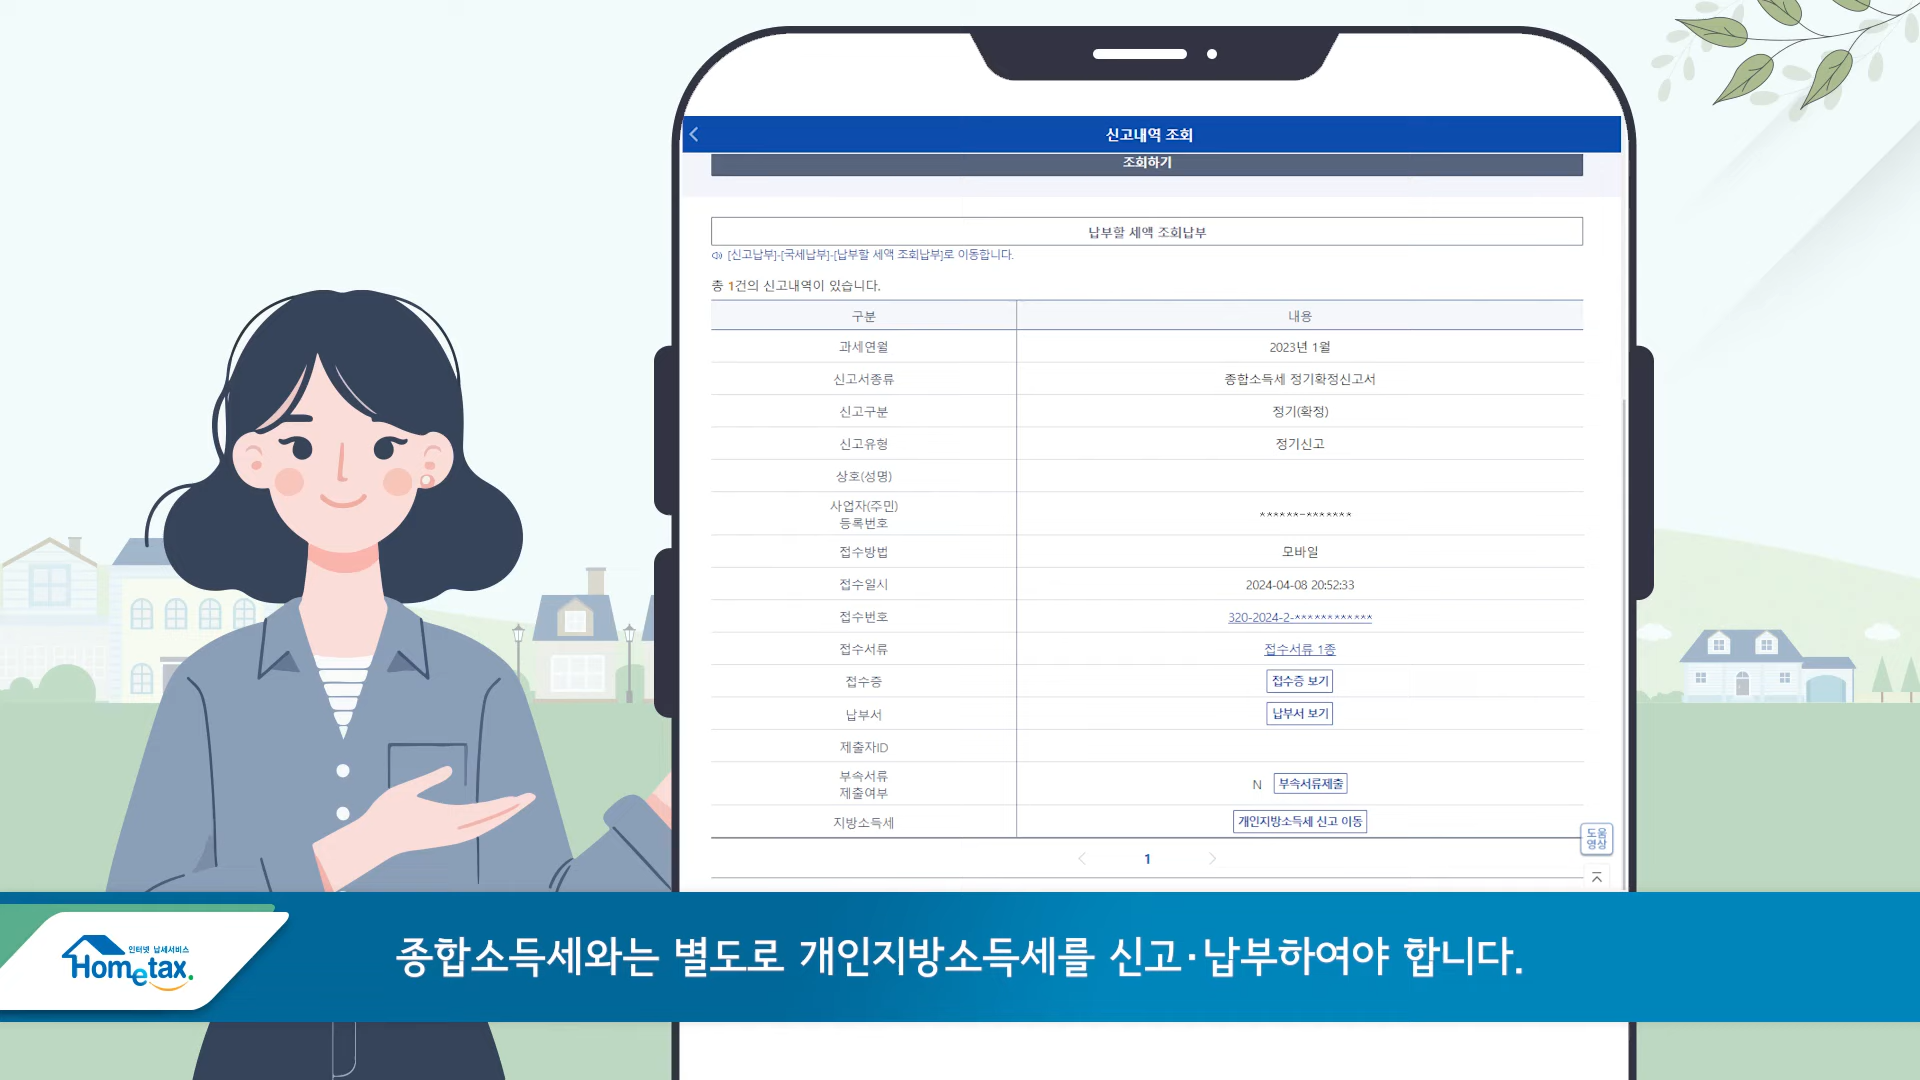 신고내역 조회
조회하기
납부할 세액 조회납부
[신고납부]-[국세납부]-[납부할 세액 조회납부]로 이동합니다.
총 1건의 신고내역이 있습니다.
구분 내용
과세연월 2023년 1월
신고서종류 종합소득세 정기확정신고서
신고구분 정기(확정)
신고유형 정기신고
상호(성명)
사업자(주민)
등록번호 ******-*******
접수방법 모바일
접수일시 2024-04-08 20:52:33
접수번호 320-2024-2-************
접수서류 접수서류 1종
접수증 접수증 보기
납부서 납부서 보기
제출자ID
부속서류
제출여부 N 부속서류제출
지방소득세 개인지방소득세 신고 이동
1
도움
영상
인터넷 납세서비스
Hometax.
종합소득세와는 별도로 개인지방소득세를 신고·납부하여야 합니다.